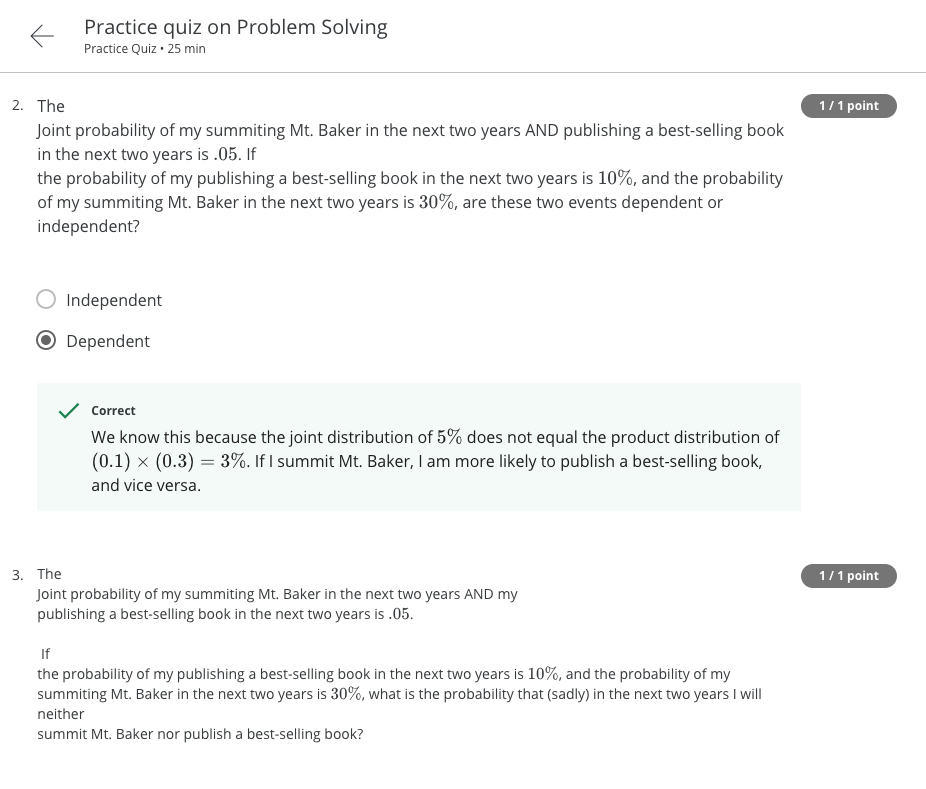 Practice quiz on Problem Solving
Practice Quiz • 25 min
2. The
1 / 1 point
Joint probability of my summiting Mt. Baker in the next two years AND publishing a best-selling book
in the next two years is .05. If
the probability of my publishing a best-selling book in the next two years is 10%, and the probability
of my summiting Mt. Baker in the next two years is 30%, are these two events dependent or
independent?
Independent
Dependent
Correct
We know this because the joint distribution of 5% does not equal the product distribution of
(0.1) × (0.3) = 3%. If I summit Mt. Baker, I am more likely to publish a best-selling book,
and vice versa.
3. The
1 / 1 point
Joint probability of my summiting Mt. Baker in the next two years AND my
publishing a best-selling book in the next two years is .05.
If
the probability of my publishing a best-selling book in the next two years is 10%, and the probability of my
summiting Mt. Baker in the next two years is 30%, what is the probability that (sadly) in the next two years I will
neither
summit Mt. Baker nor publish a best-selling book?